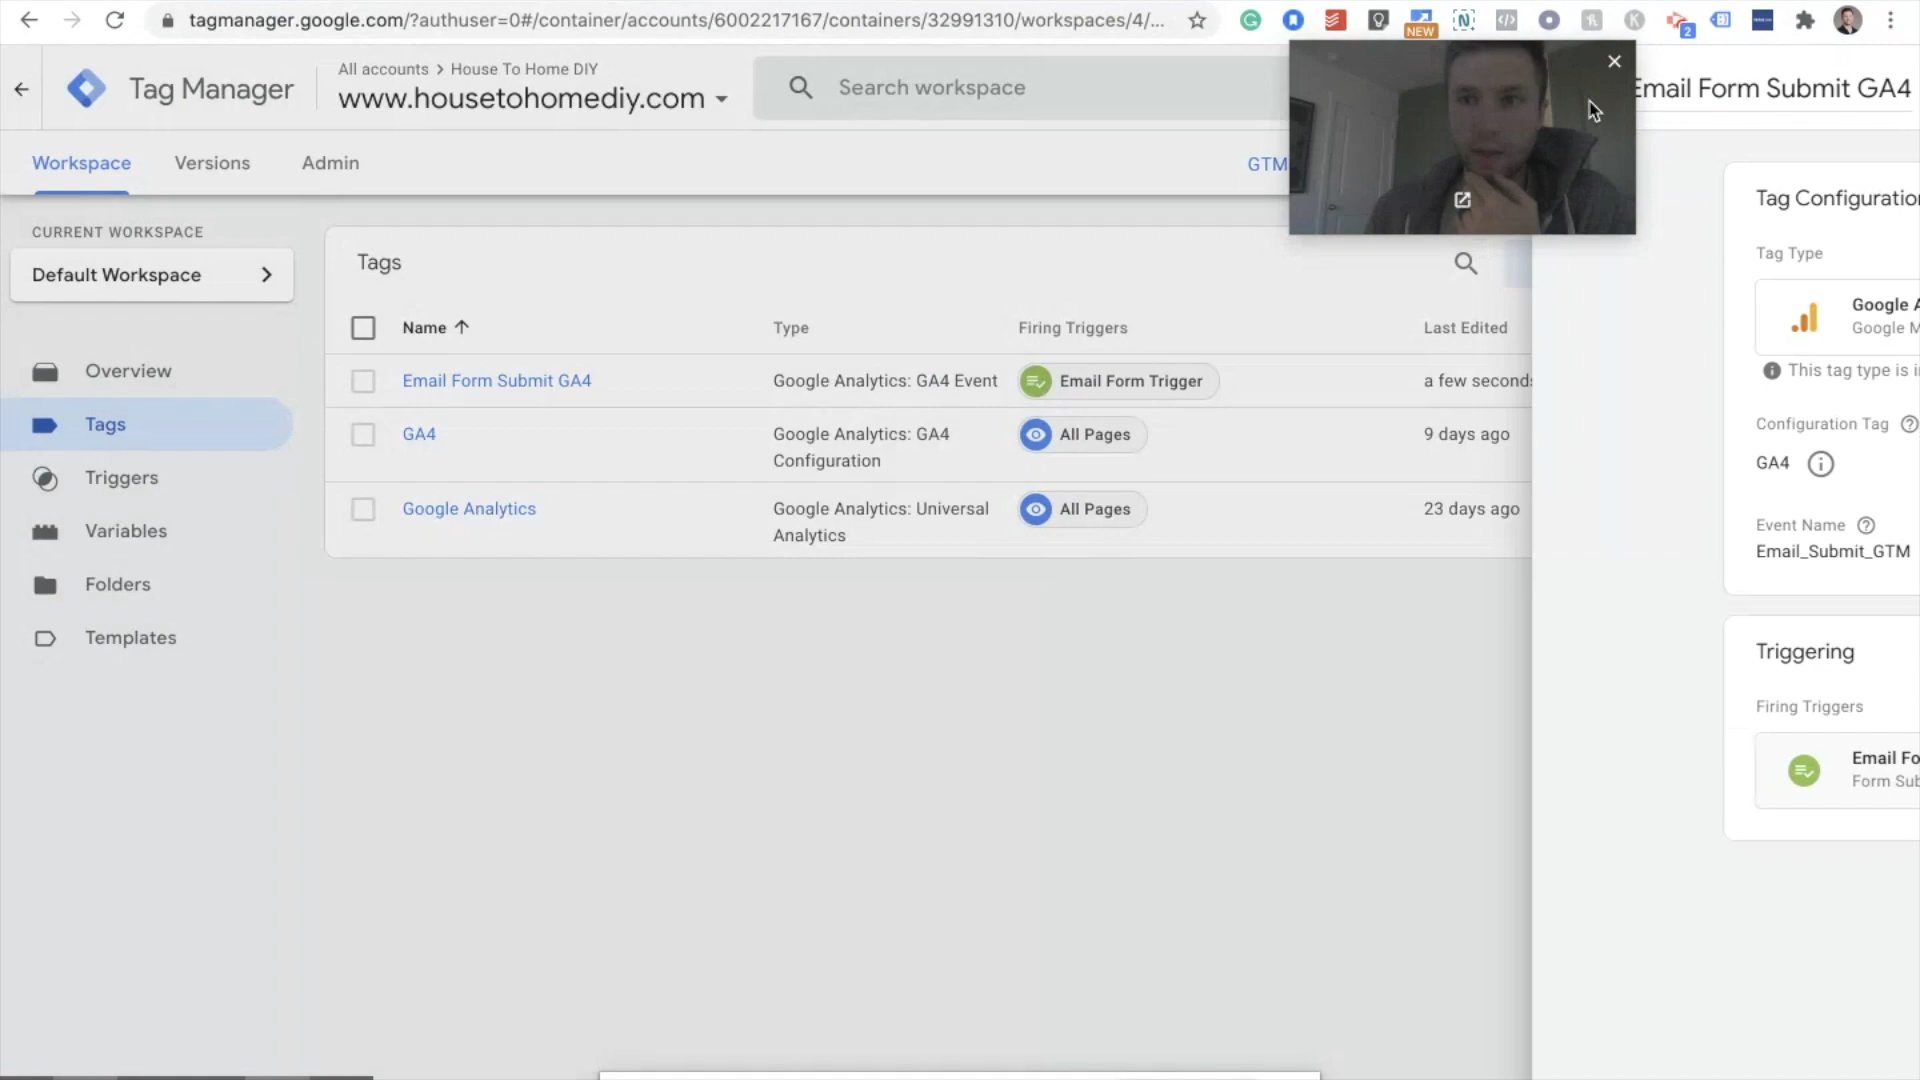 tagmanager.google.com/?authuser=0#/container/accounts/6002217167/containers/32991310/workspaces/4/...
NEW
2
Tag Manager
All accounts > House To Home DIY
www.housetohomediy.com
Search workspace
Email Form Submit GA4
Workspace
Versions
Admin
GTM
CURRENT WORKSPACE
Default Workspace
Overview
Tags
Triggers
Variables
Folders
Templates
Tags
Name
Type
Firing Triggers
Last Edited
Email Form Submit GA4
Google Analytics: GA4 Event
Email Form Trigger
a few seconds
GA4
Google Analytics: GA4
Configuration
All Pages
9 days ago
Google Analytics
Google Analytics: Universal
Analytics
All Pages
23 days ago
Tag Configuration
Tag Type
Google A
Google M
This tag type is i
Configuration Tag
GA4
Event Name
Email_Submit_GTM
Triggering
Firing Triggers
Email Fo
Form Sub